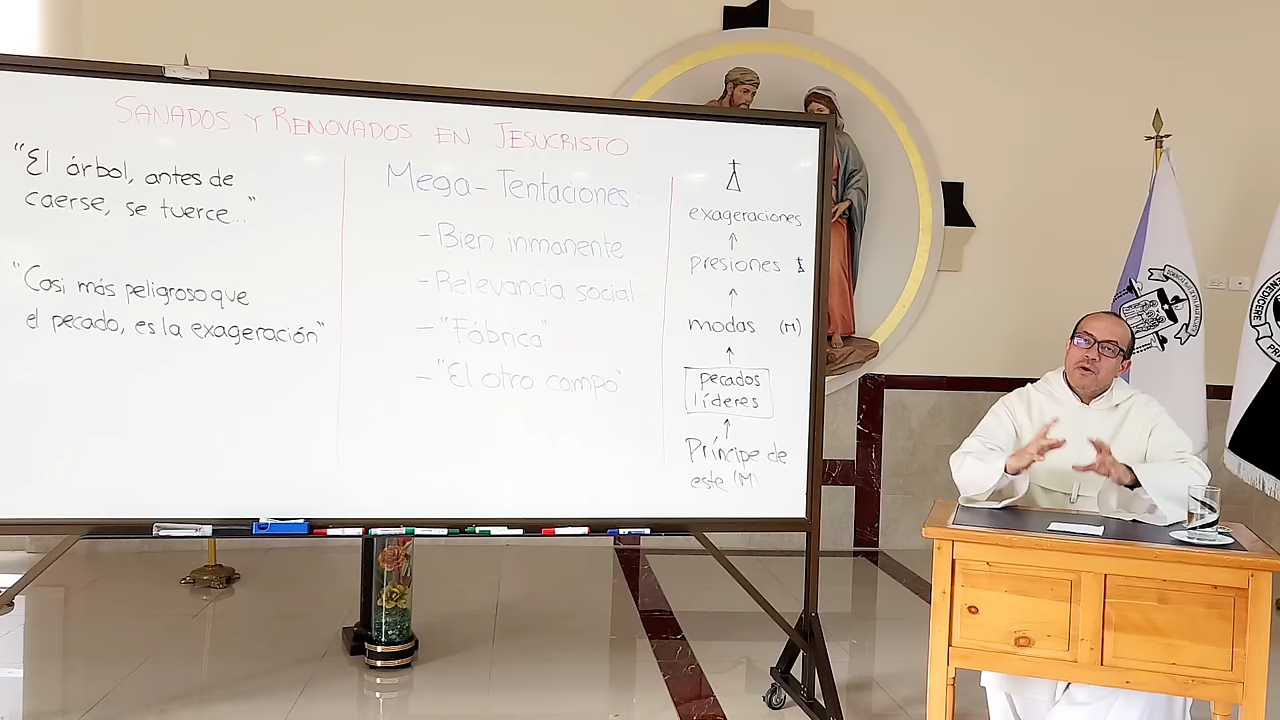 SANADOS Y RENOVADOS EN JESUCRISTO
"El árbol, antes de
caerse, se tuerce..."
"Casi más peligroso que
el pecado, es la exageración"
Mega-Tentaciones:
- Bien inmanente
- Relevancia social
- "Fábrica"
- "El otro campo"
exageraciones
presiones
modas (M)
pecados
líderes
Príncipe de
este (M)